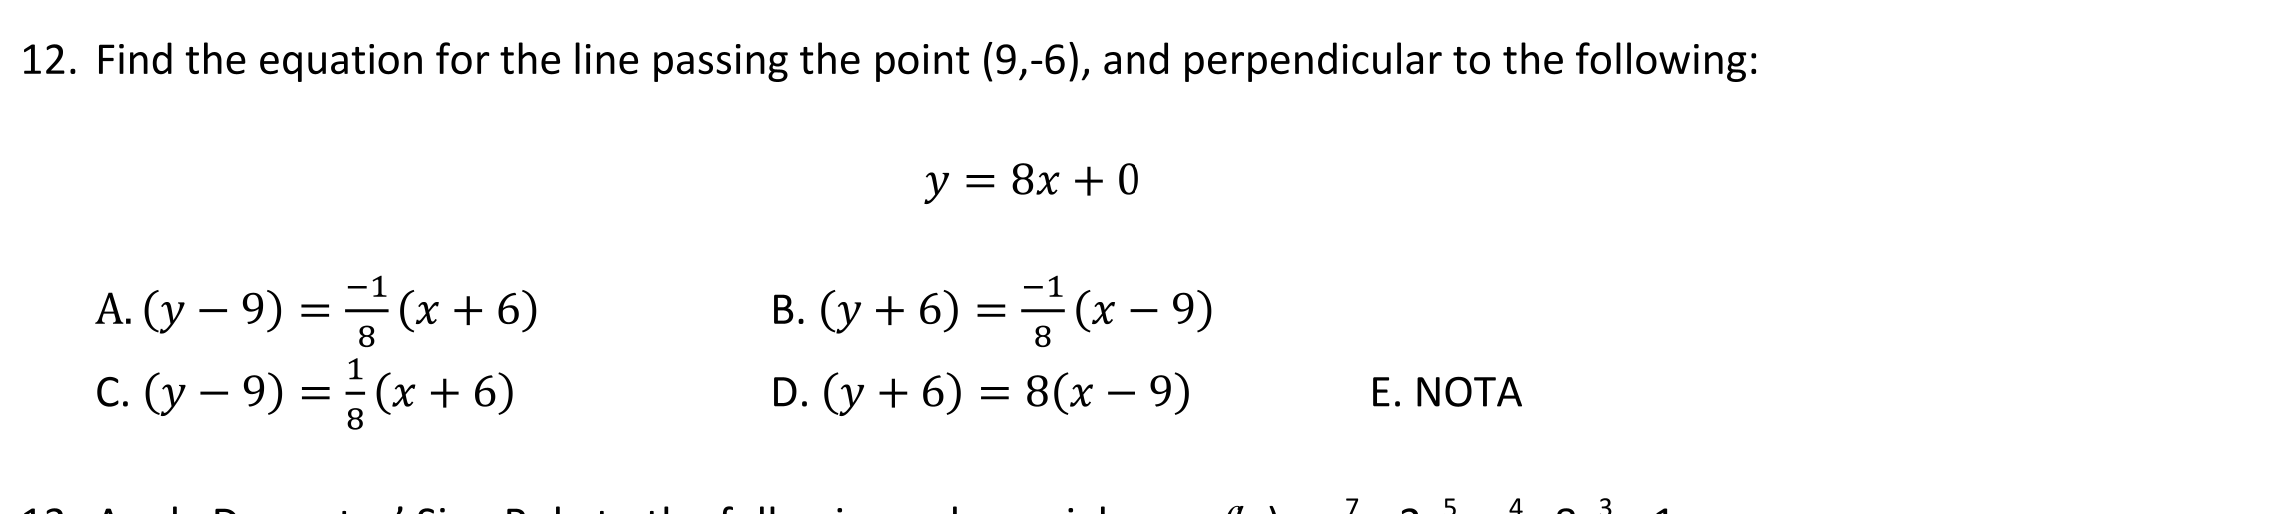 12. Find the equation for the line passing the point (9,-6), and perpendicular to the following:
y = 8x + 0
A. (y − 9) = −1/8 (x + 6) B. (y + 6) = −1/8 (x − 9)
C. (y − 9) = 1/8 (x + 6) D. (y + 6) = 8(x − 9) E. NOTA